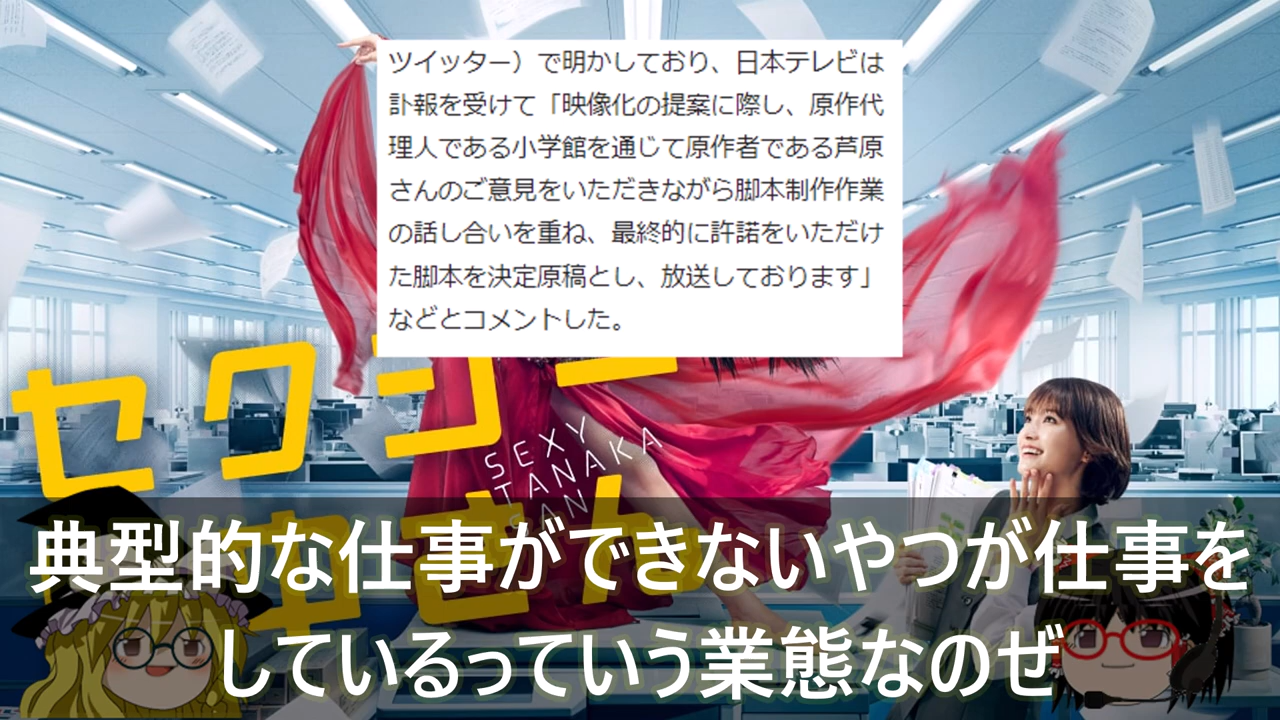 ツイッター）で明かしており、日本テレビは
訃報を受けて「映像化の提案に際し、原作代
理人である小学館を通じて原作者である芦原
さんのご意見をいただきながら脚本制作作業
の話し合いを重ね、最終的に許諾をいただけ
た脚本を決定原稿とし、放送しております」
などとコメントした。
セクシー
SEXY
TANAKA
SAN
中さん
典型的な仕事ができないやつが仕事を
しているっていう業態なのぜ